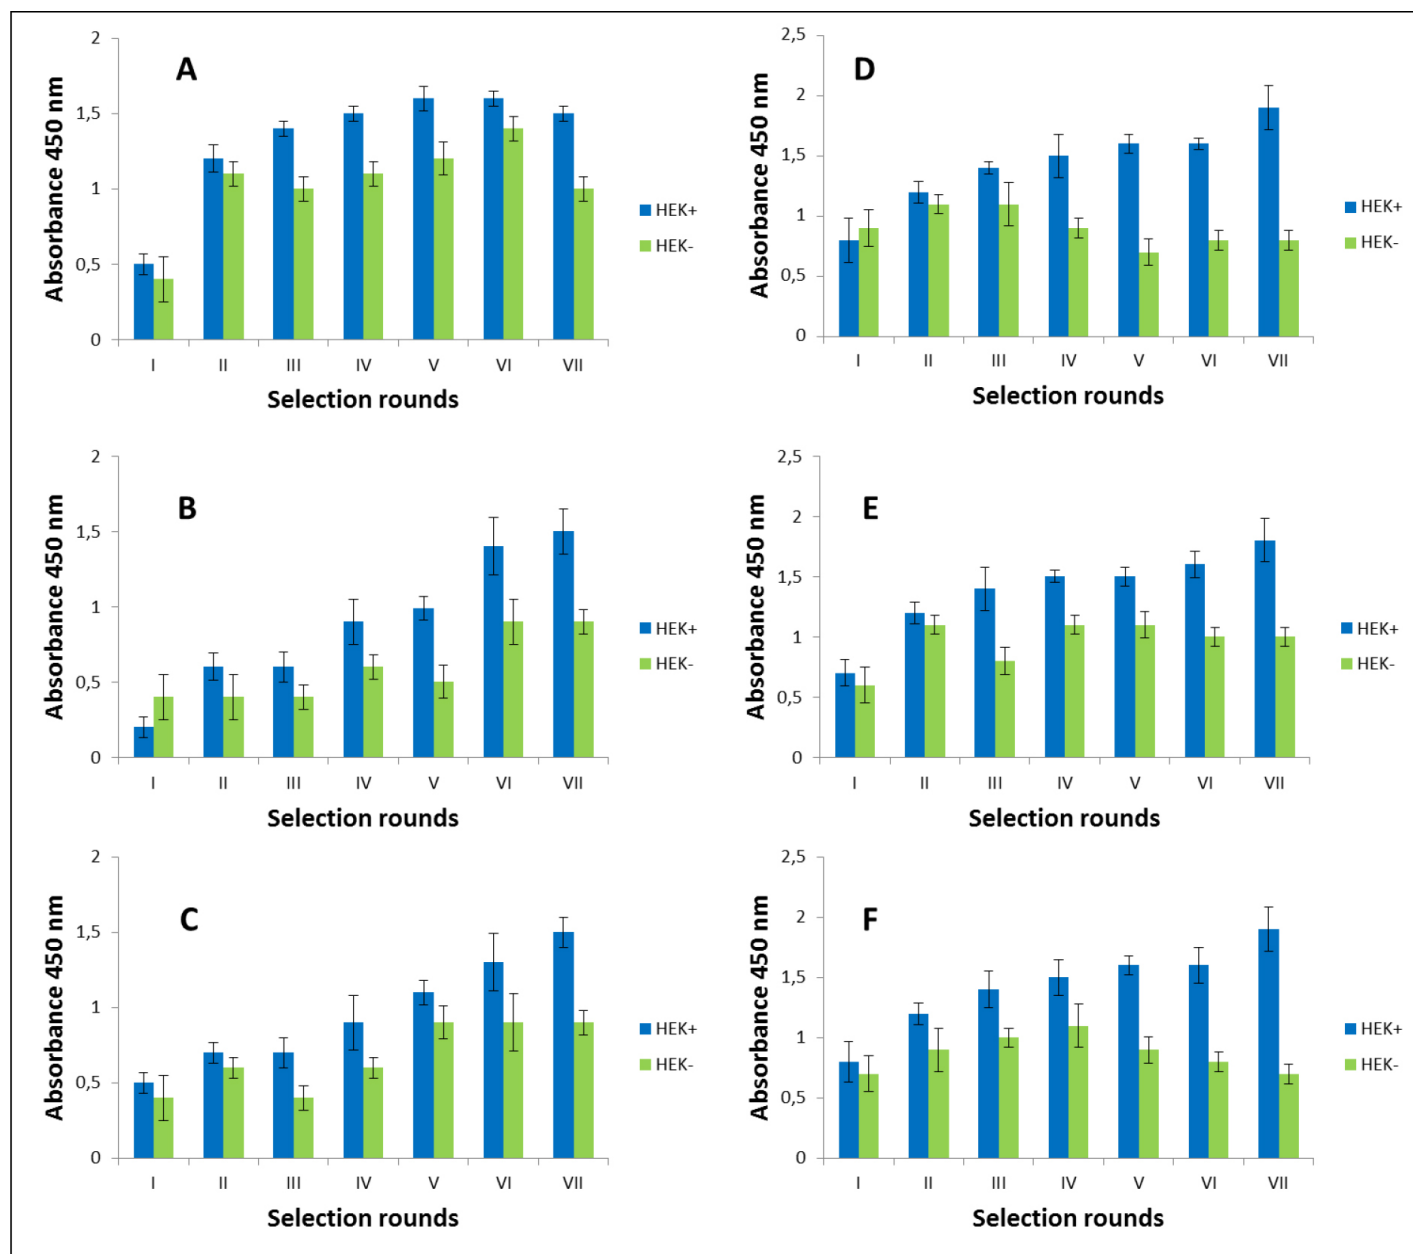 A
Absorbance 450 nm
2
1,5
1
0,5
0
I II III IV V VI VII
Selection rounds
HEK+
HEK-
D
Absorbance 450 nm
2,5
2
1,5
1
0,5
0
I II III IV V VI VII
Selection rounds
HEK+
HEK-
B
Absorbance 450 nm
2
1,5
1
0,5
0
I II III IV V VI VII
Selection rounds
HEK+
HEK-
E
Absorbance 450 nm
2,5
2
1,5
1
0,5
0
I II III IV V VI VII
Selection rounds
HEK+
HEK-
C
Absorbance 450 nm
2
1,5
1
0,5
0
I II III IV V VI VII
Selection rounds
HEK+
HEK-
F
Absorbance 450 nm
2,5
2
1,5
1
0,5
0
I II III IV V VI VII
Selection rounds
HEK+
HEK-